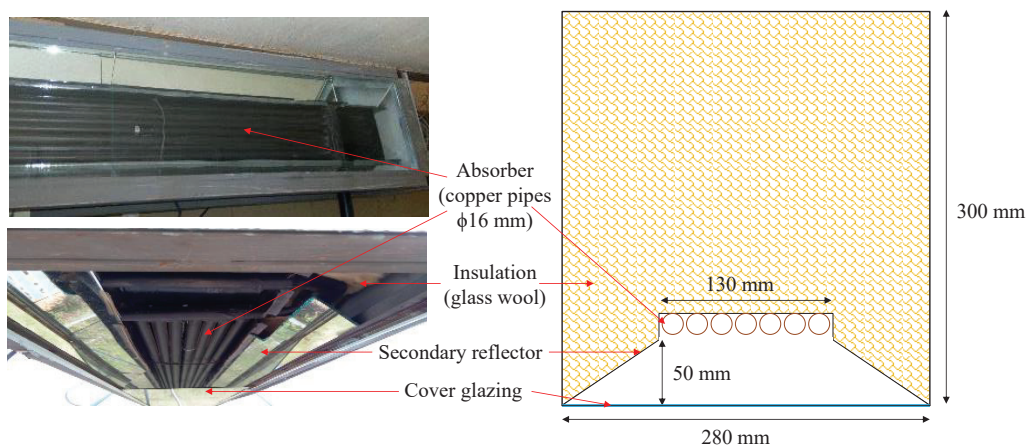 Absorber
(copper pipes
ϕ16 mm)
Insulation
(glass wool)
Secondary reflector
Cover glazing
130 mm
50 mm
300 mm
280 mm